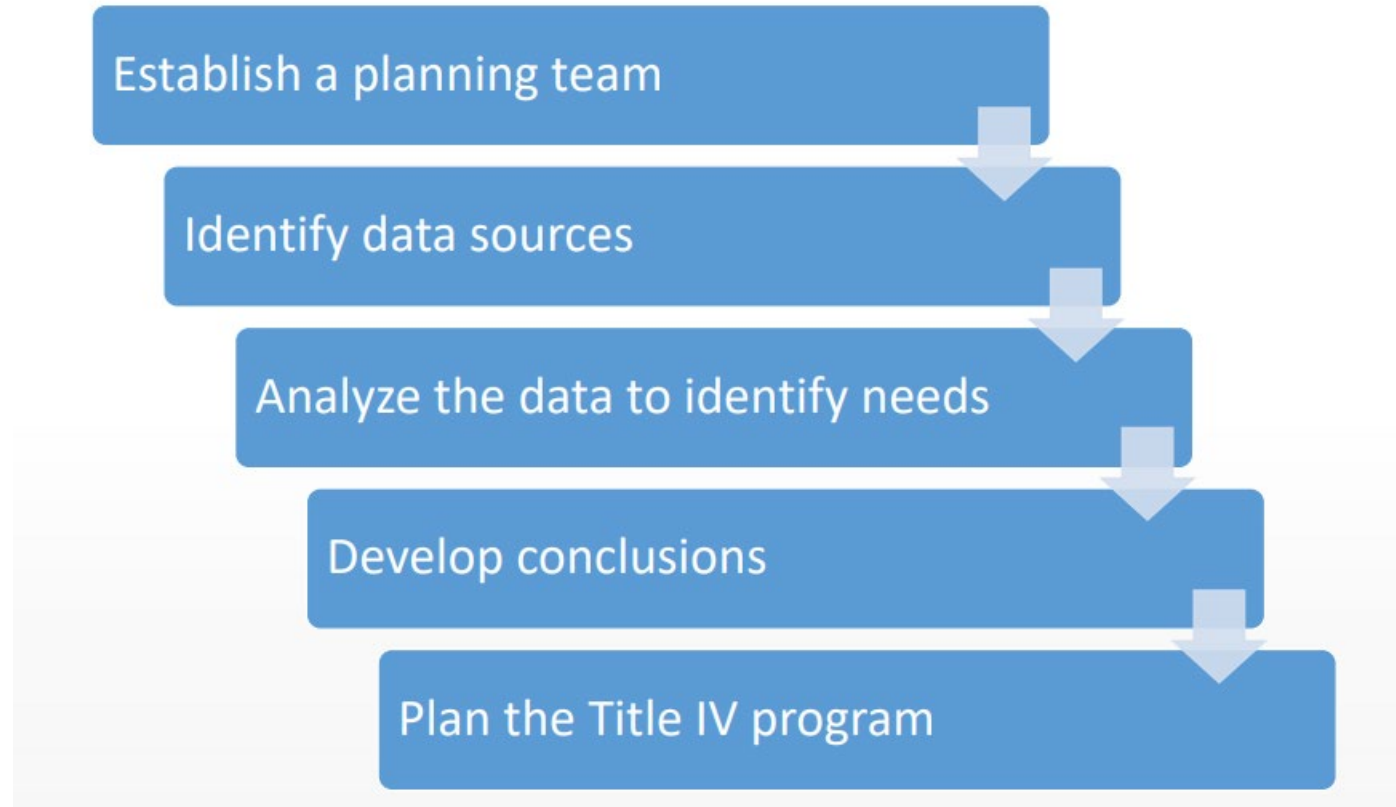 Establish a planning team
Identify data sources
Analyze the data to identify needs
Develop conclusions
Plan the Title IV program